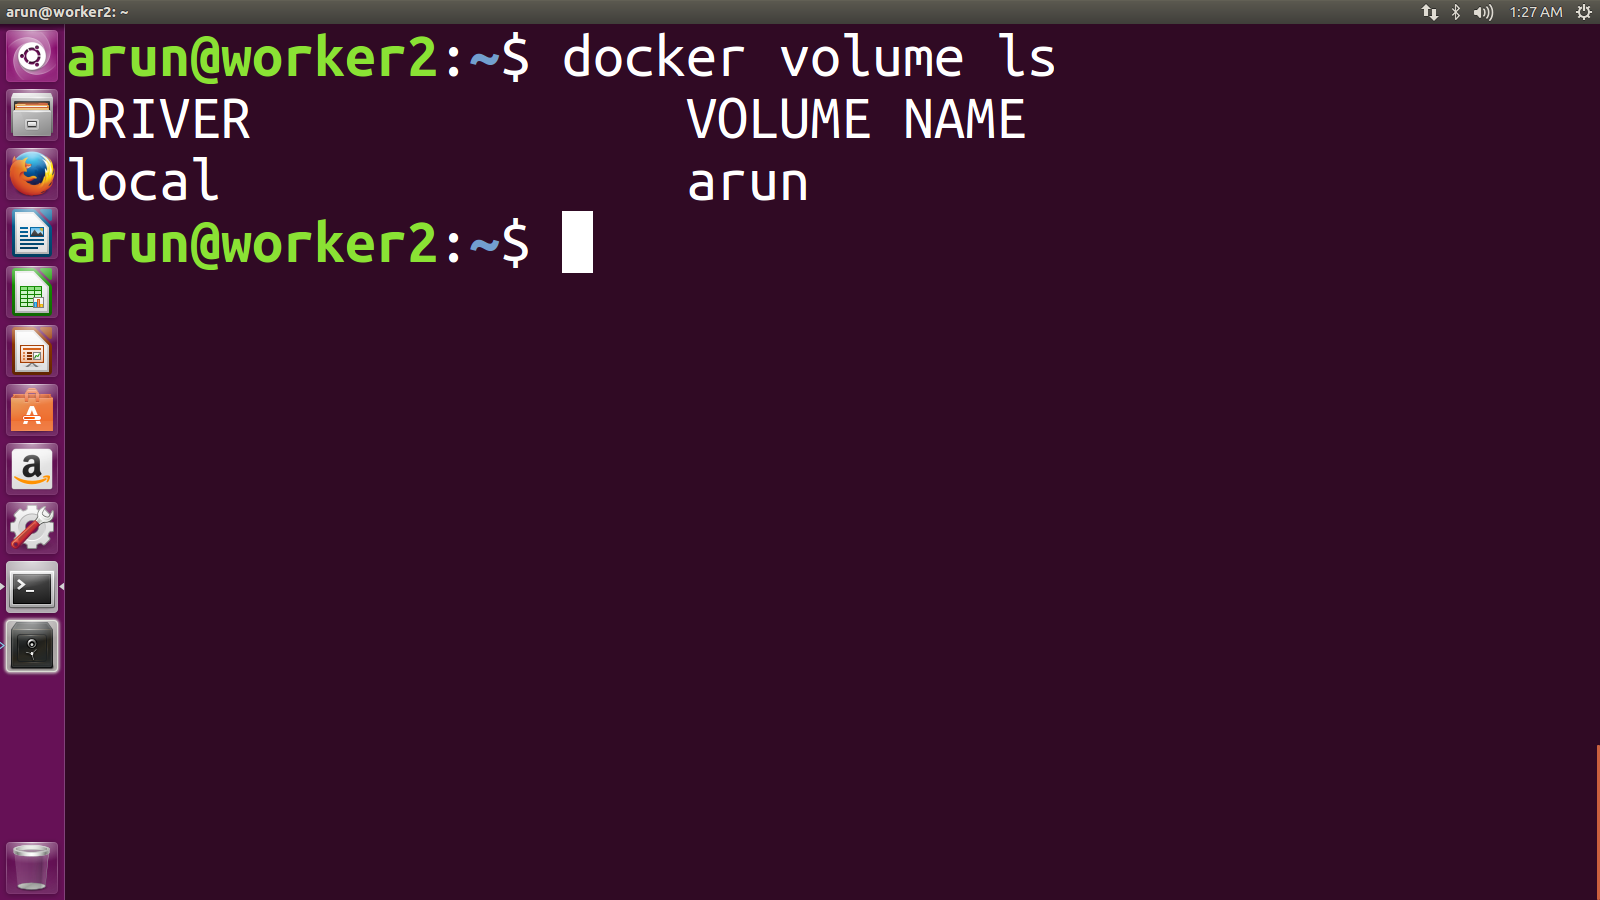 arun@worker2: ~
1:27 AM
arun@worker2:~$ docker volume ls
DRIVER VOLUME NAME
local arun
arun@worker2:~$